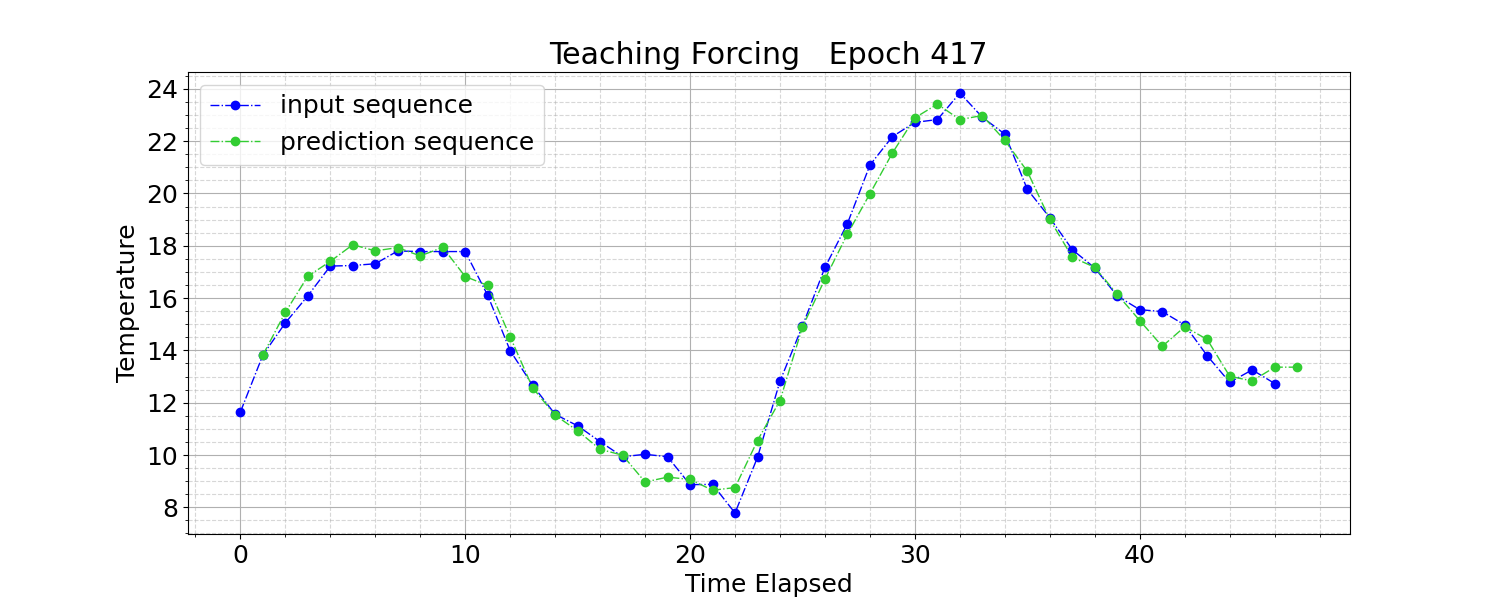 Teaching Forcing   Epoch 417
input sequence
prediction sequence
Temperature
24
22
20
18
16
14
12
10
8
0 10 20 30 40
Time Elapsed